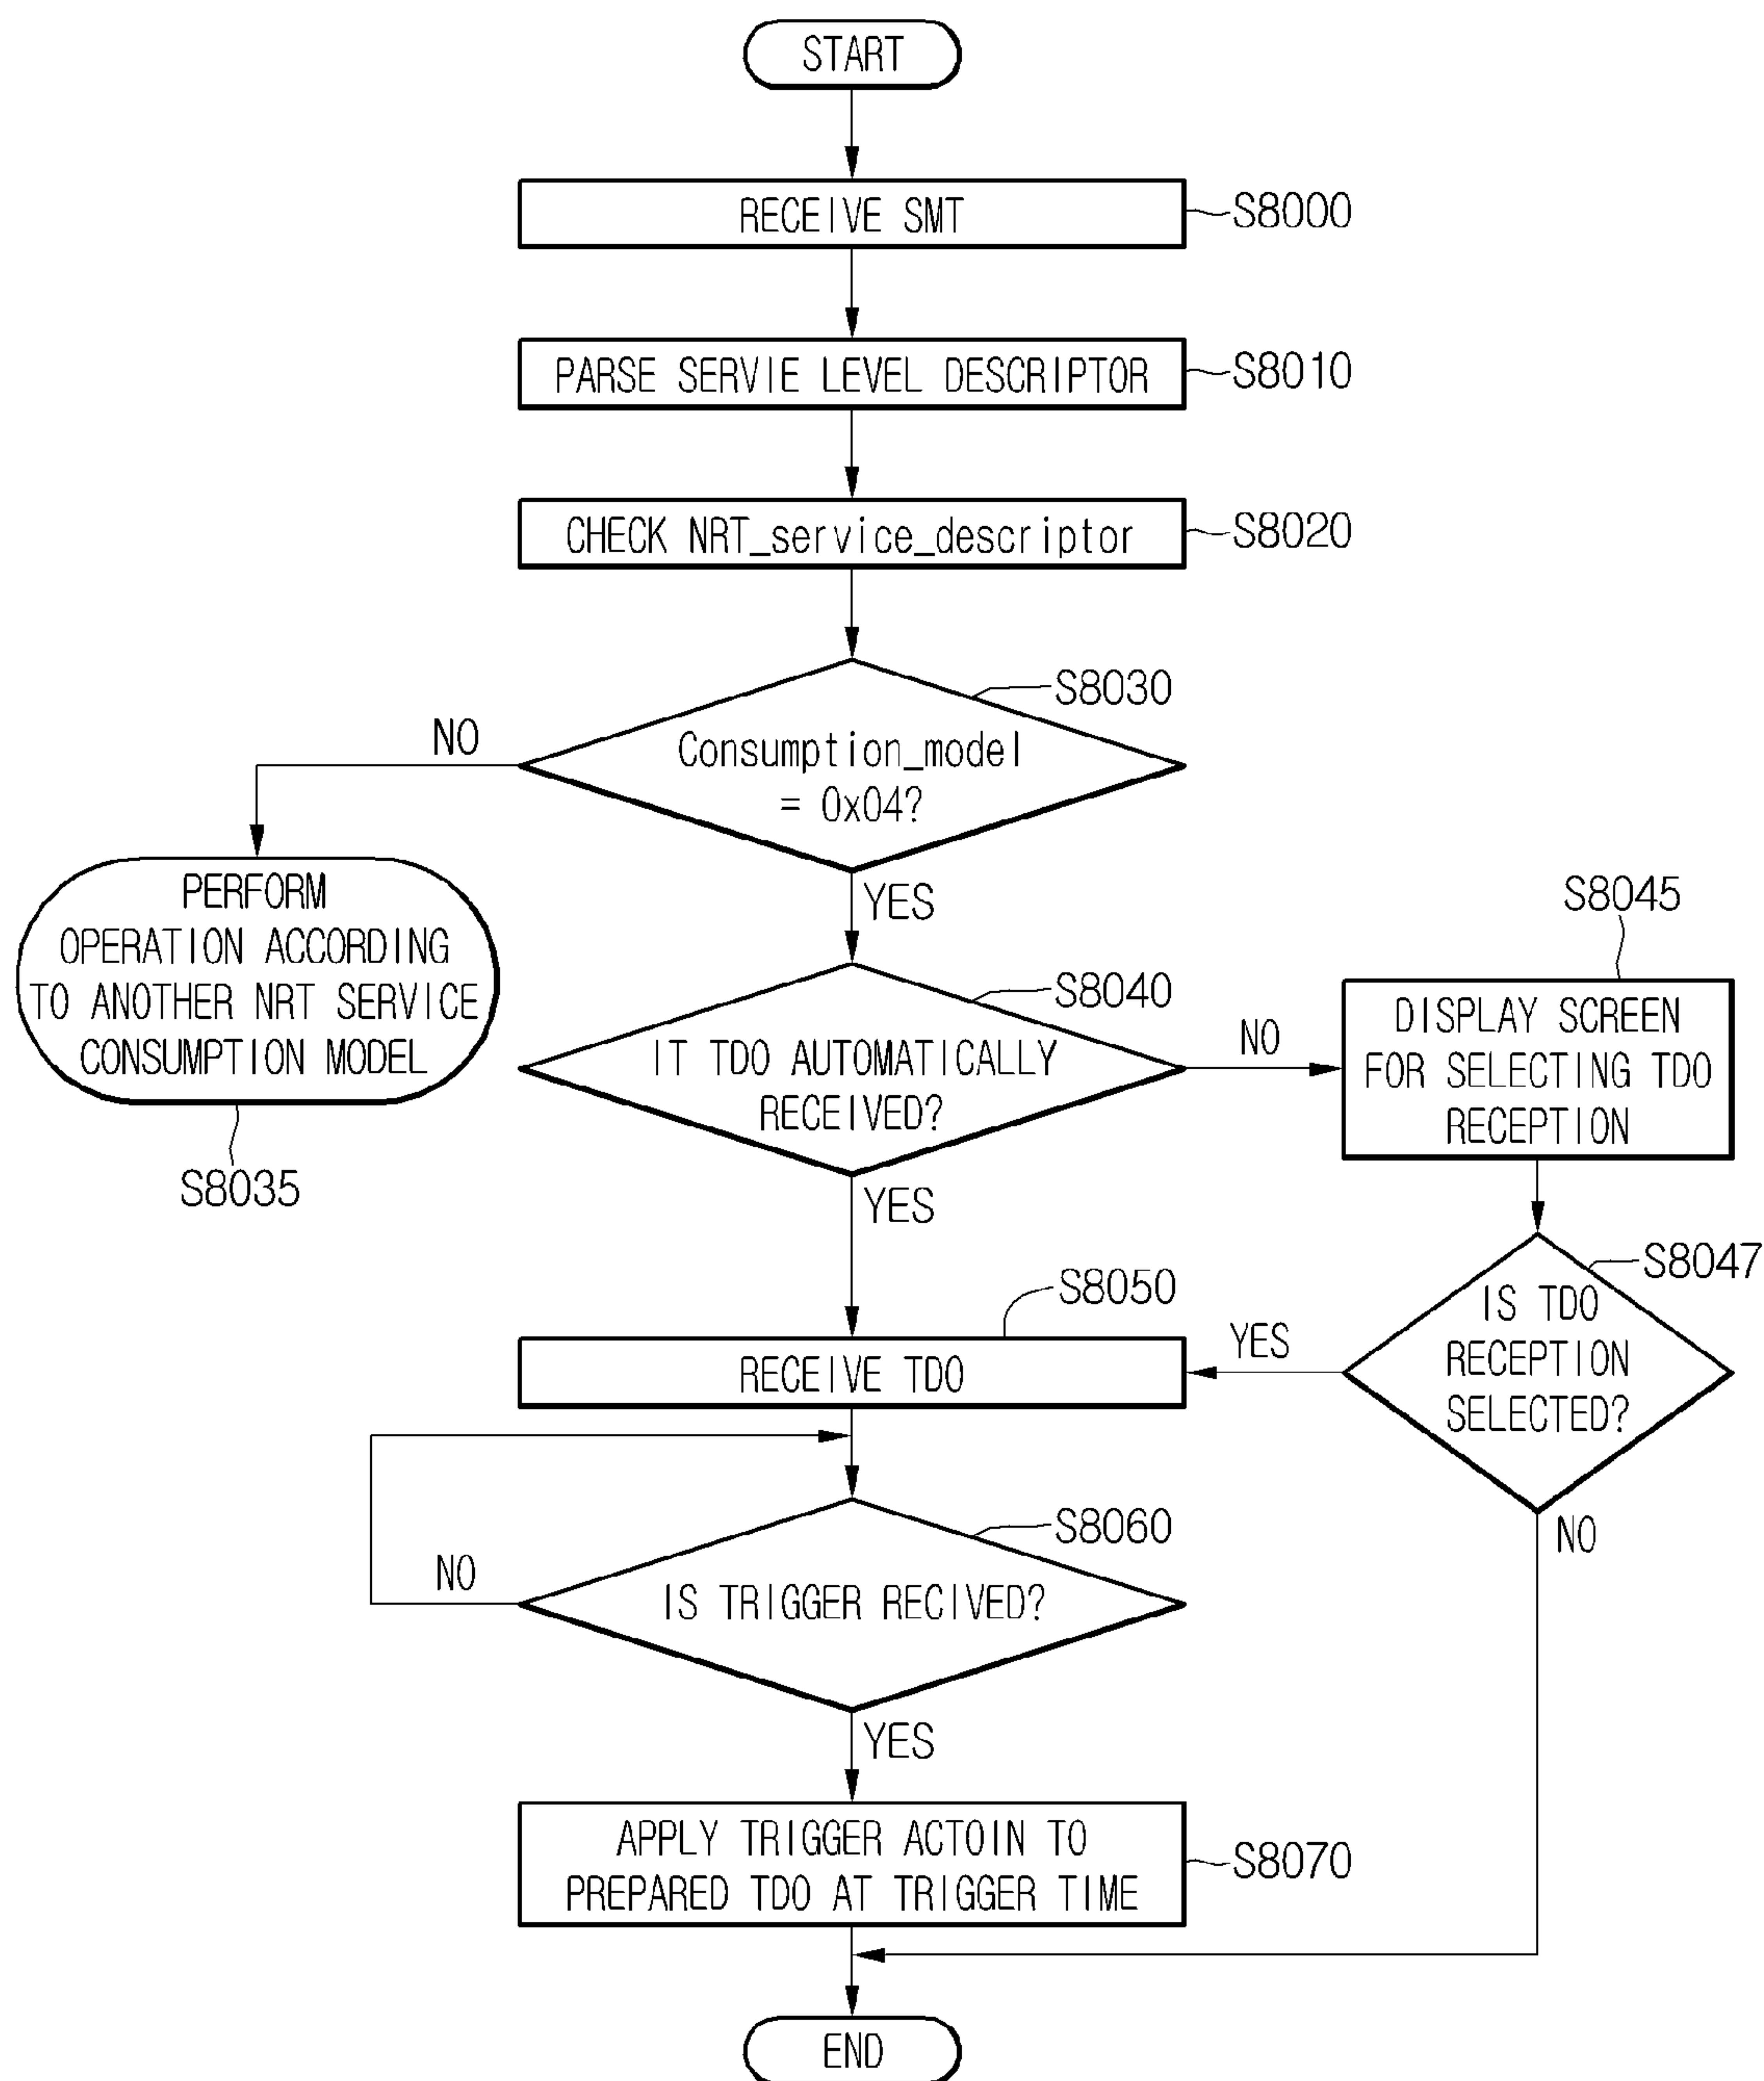 START
RECEIVE SMT
S8000
PARSE SERVIE LEVEL DESCRIPTOR
S8010
CHECK NRT_service_descriptor
S8020
S8030
Consumption_model
= 0x04?
NO
YES
PERFORM
OPERATION ACCORDING
TO ANOTHER NRT SERVICE
CONSUMPTION MODEL
S8035
S8040
IT TDO AUTOMATICALLY
RECEIVED?
NO
YES
S8045
DISPLAY SCREEN
FOR SELECTING TDO
RECEPTION
S8047
IS TDO
RECEPTION
SELECTED?
YES
NO
S8050
RECEIVE TDO
S8060
IS TRIGGER RECIVED?
NO
YES
APPLY TRIGGER ACTOIN TO
PREPARED TDO AT TRIGGER TIME
S8070
END